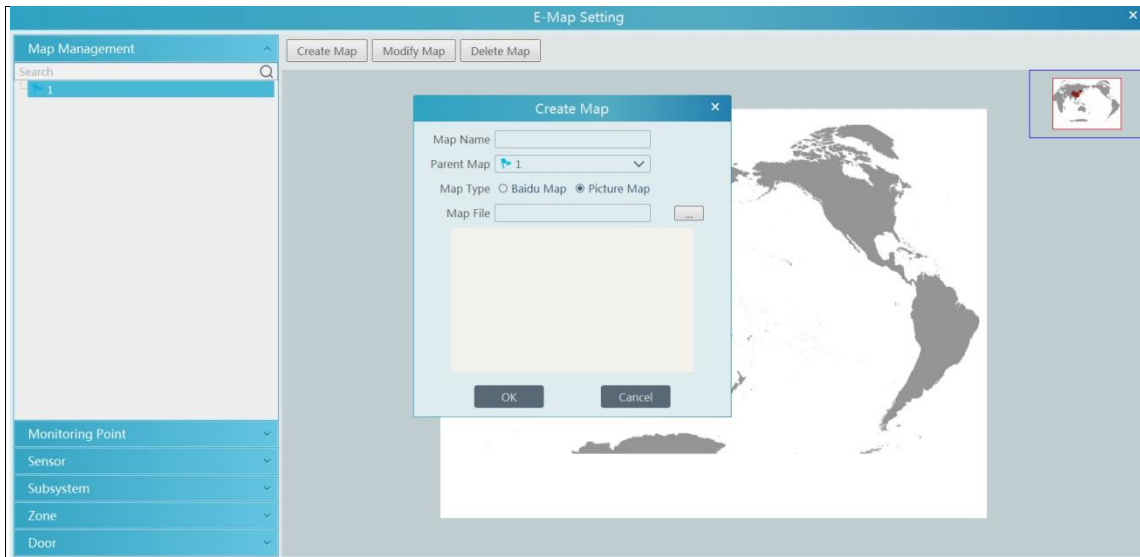 E-Map Setting
Map Management
Search
1
Create Map Modify Map Delete Map
Create Map
Map Name
Parent Map 1
Map Type Baidu Map Picture Map
Map File ...
OK Cancel
Monitoring Point
Sensor
Subsystem
Zone
Door